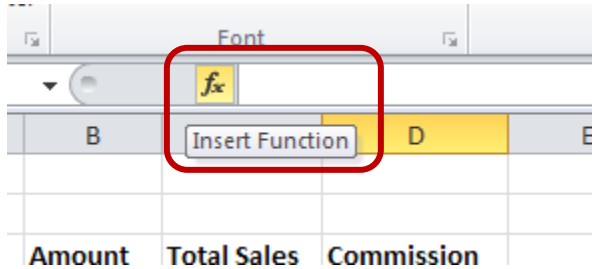 Font
fx
B D E
Insert Function
Amount Total Sales Commission